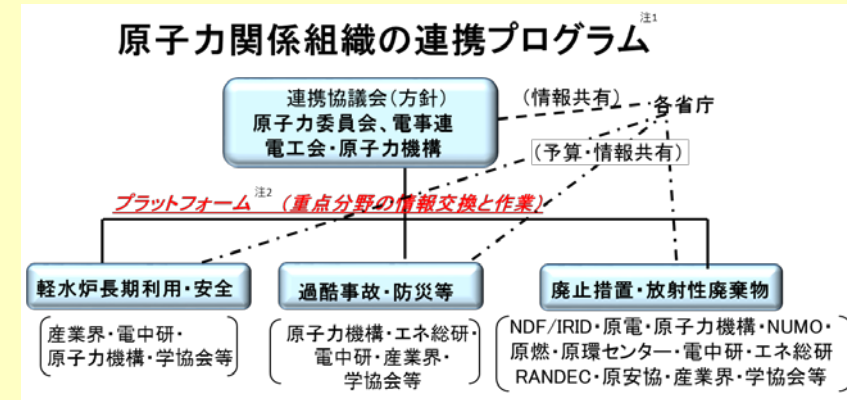 原子力関係組織の連携プログラム注1
連携協議会(方針)
原子力委員会、電事連
電工会・原子力機構
(情報共有)
各省庁
(予算・情報共有)
プラットフォーム注2(重点分野の情報交換と作業)
軽水炉長期利用・安全
過酷事故・防災等
廃止措置・放射性廃棄物
産業界・電中研・
原子力機構・学協会等
原子力機構・エネ総研・
電中研・産業界・
学協会等
NDF/IRID・原電・原子力機構・NUMO・
原燃・原環センター・電中研・エネ総研
RANDEC・原安協・産業界・学協会等